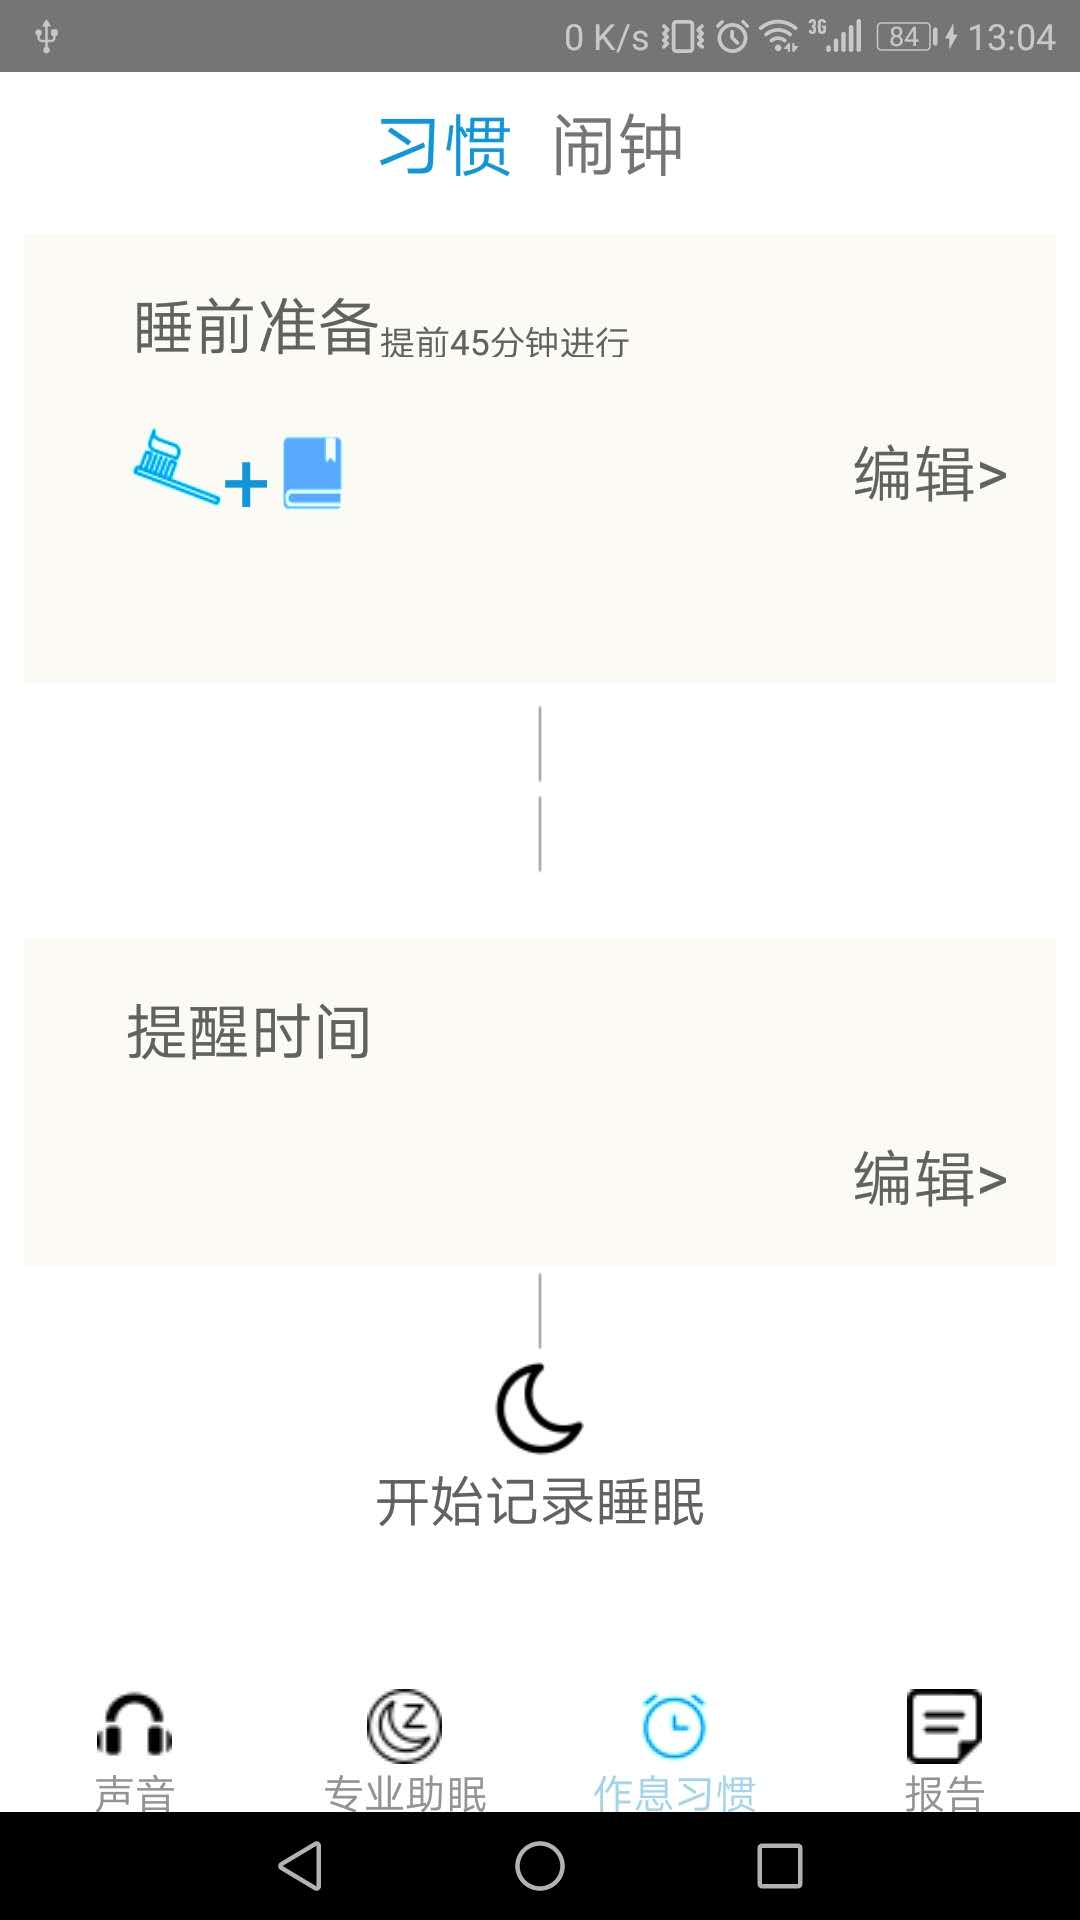 0 K/s 3G 84 13:04
习惯 闹钟
睡前准备提前45分钟进行
编辑>
提醒时间
编辑>
开始记录睡眠
声音 专业助眠 作息习惯 报告